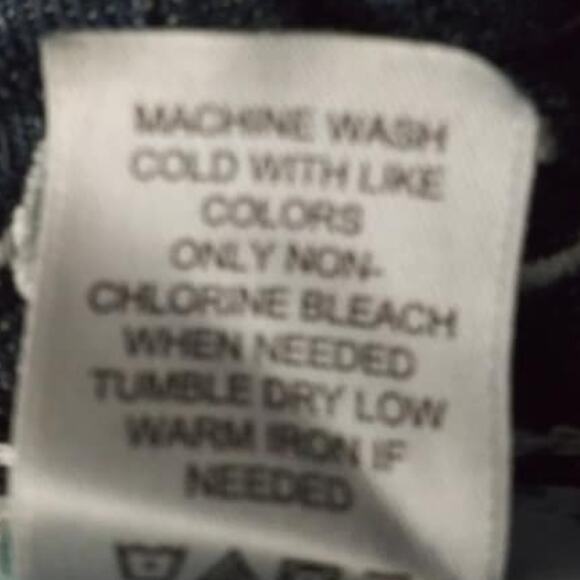 MACHINE WASH
COLD WITH LIKE
COLORS
ONLY NON-
CHLORINE BLEACH
WHEN NEEDED
TUMBLE DRY LOW
WARM IRON IF
NEEDED